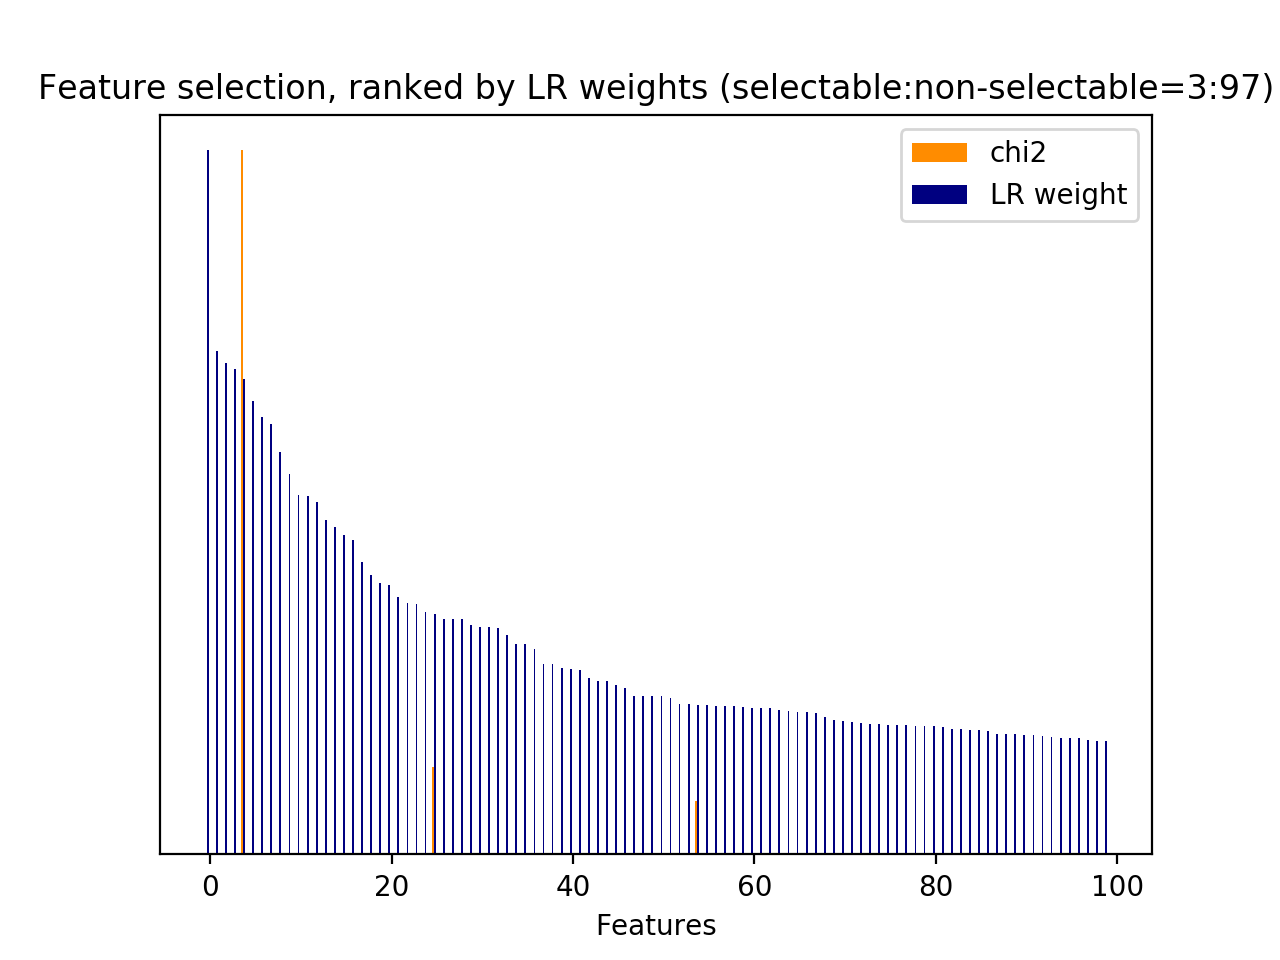 Feature selection, ranked by LR weights (selectable:non-selectable=3:97)
chi2
LR weight
0 20 40 60 80 100
Features